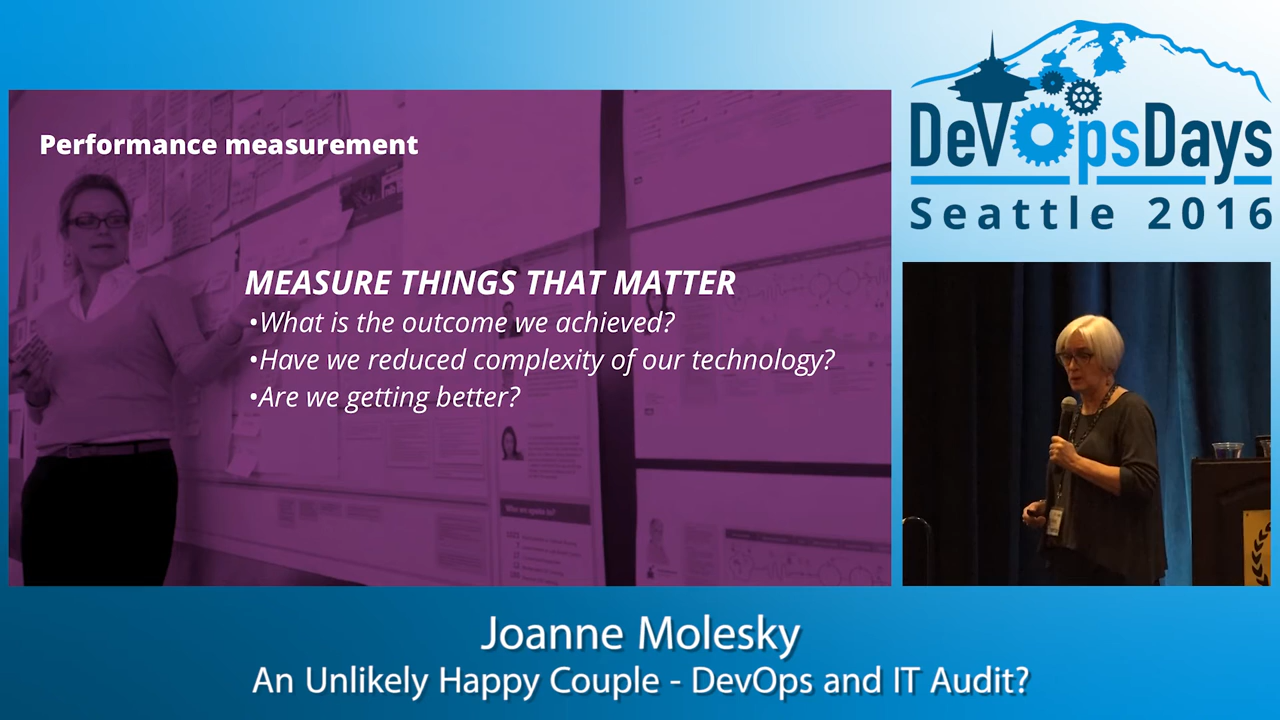 Performance measurement
MEASURE THINGS THAT MATTER
•What is the outcome we achieved?
•Have we reduced complexity of our technology?
•Are we getting better?
DevOpsDays
Seattle 2016
Joanne Molesky
An Unlikely Happy Couple - DevOps and IT Audit?